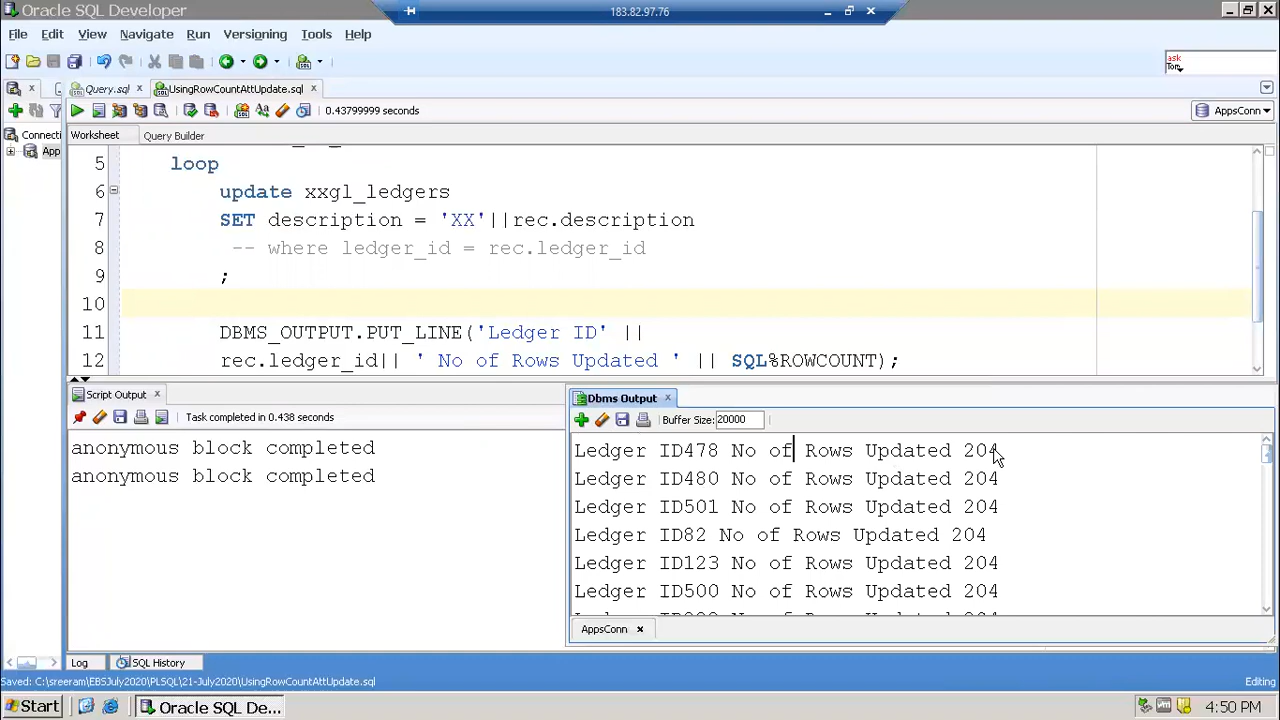 Oracle SQL Developer
183.82.97.76
File Edit View Navigate Run Versioning Tools Help
ask
Tom
Query.sql UsingRowCountAttUpdate.sql
0.43799999 seconds
AppsConn
Connecti
App
Worksheet Query Builder
5 loop
6 update xxgl_ledgers
7 SET description = 'XX'||rec.description
8 -- where ledger_id = rec.ledger_id
9 ;
10
11 DBMS_OUTPUT.PUT_LINE('Ledger ID' ||
12 rec.ledger_id|| ' No of Rows Updated ' || SQL%ROWCOUNT);
Script Output
Task completed in 0.438 seconds
anonymous block completed
anonymous block completed
Dbms Output
Buffer Size: 20000
Ledger ID478 No of Rows Updated 204
Ledger ID480 No of Rows Updated 204
Ledger ID501 No of Rows Updated 204
Ledger ID82 No of Rows Updated 204
Ledger ID123 No of Rows Updated 204
Ledger ID500 No of Rows Updated 204
AppsConn
Log SQL History
Saved: C:\sreeram\EBSJuly2020\PLSQL\21-July2020\UsingRowCountAttUpdate.sql
Editing
Start Oracle SQL De... 4:50 PM